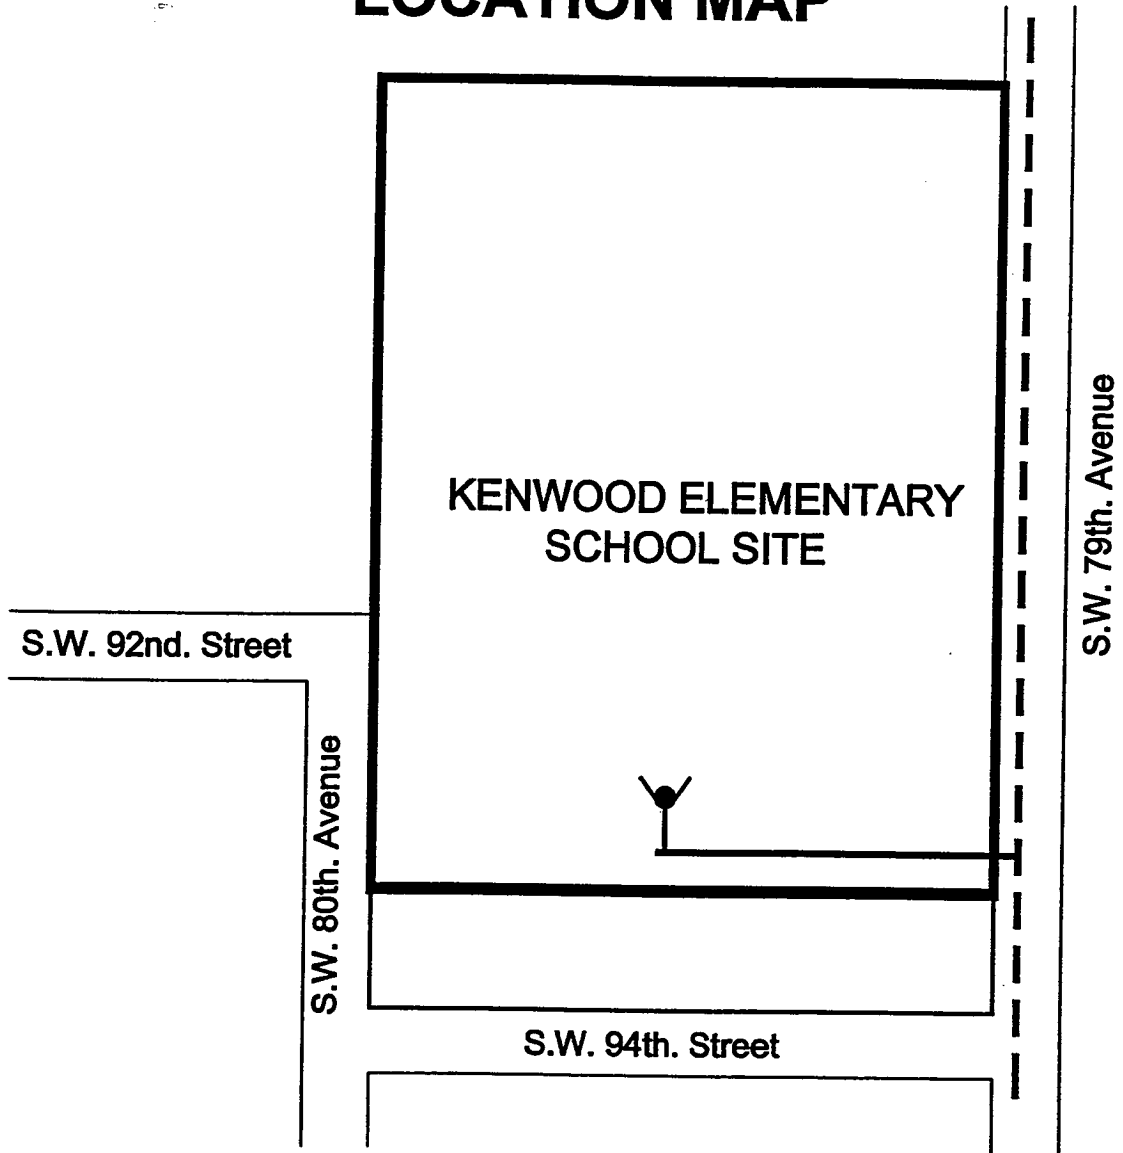 LOCATION MAP
KENWOOD ELEMENTARY
SCHOOL SITE
S.W. 79th. Avenue
S.W. 92nd. Street
S.W. 80th. Avenue
S.W. 94th. Street